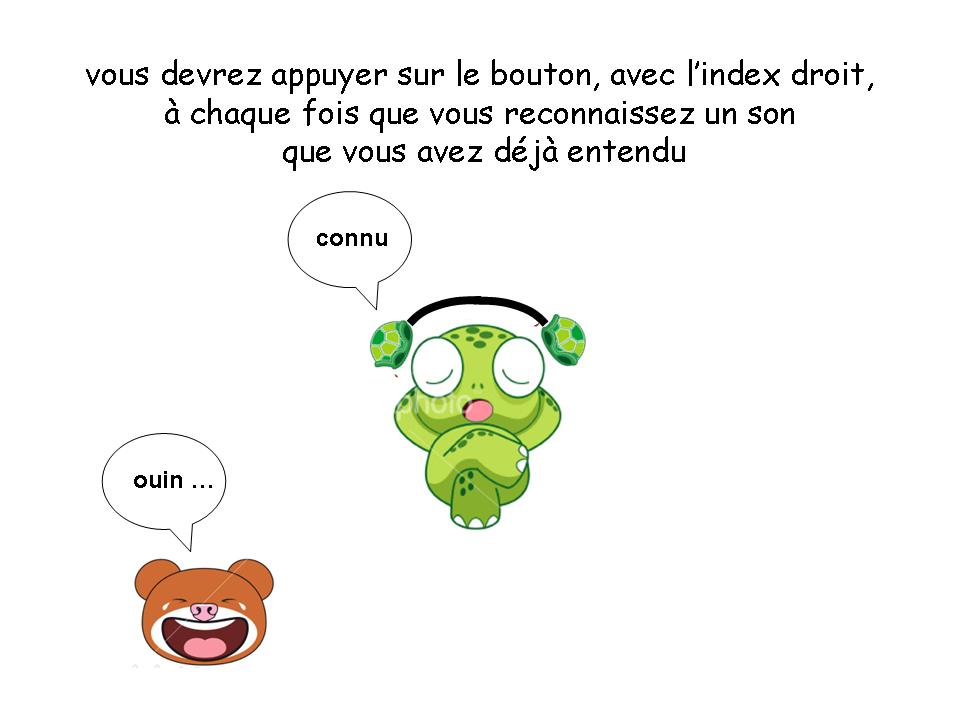 vous devrez appuyer sur le bouton, avec l'index droit,
à chaque fois que vous reconnaissez un son
que vous avez déjà entendu
connu
photo
ouin ...